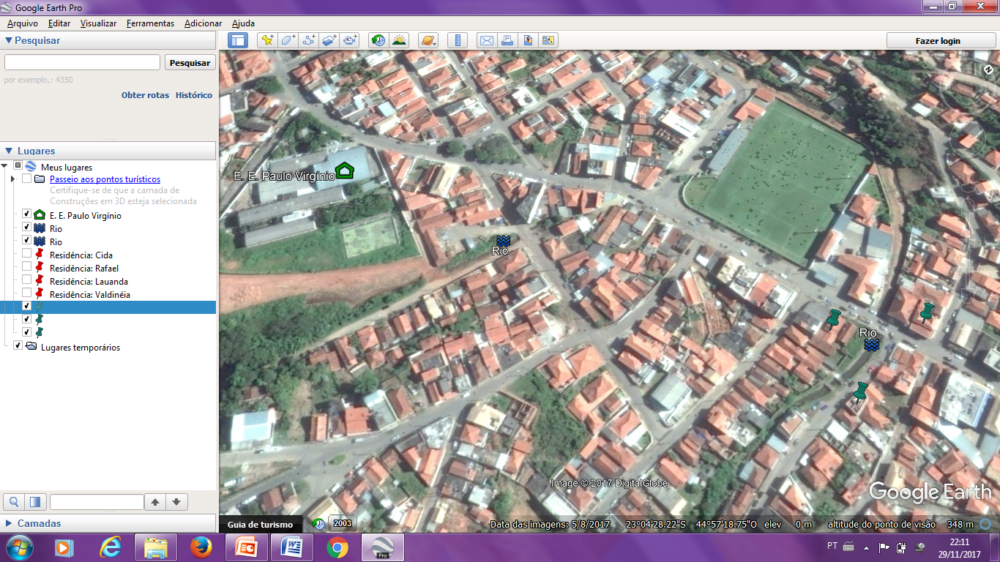 Google Earth Pro
Arquivo Editar Visualizar Ferramentas Adicionar Ajuda
Pesquisar
Fazer login
Pesquisar
por exemplo,: 4350
Obter rotas Histórico
Lugares
Meus lugares
Passeio aos pontos turísticos
Certifique-se de que a camada de
Construções em 3D esteja selecionada
E. E. Paulo Virgínio
Rio
Rio
Residência: Cida
Residência: Rafael
Residência: Lauanda
Residência: Valdinéia
Lugares temporários
Camadas
N
E. E. Paulo Virgínio
Rio
Rio
Image © 2017 DigitalGlobe
Google Earth
Guia de turismo
2003
Data das imagens: 5/8/2017 23°04'28.22"S 44°57'18.75"O elev 0 m altitude do ponto de visão 348 m
Pro
PT
22:11
29/11/2017